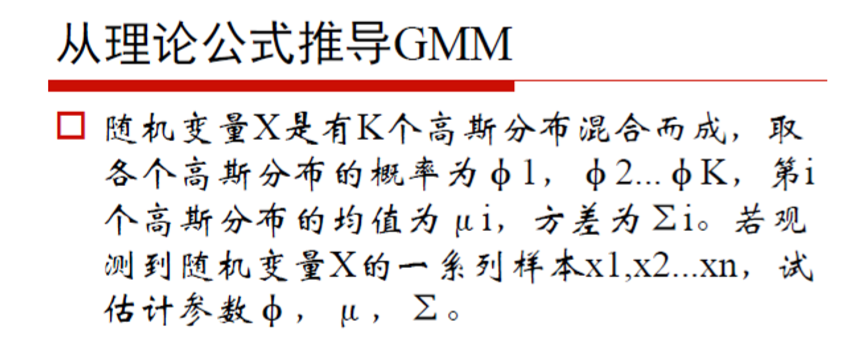 从理论公式推导GMM
随机变量X是有K个高斯分布混合而成，取
各个高斯分布的概率为φ1，φ2...φK，第i
个高斯分布的均值为μi，方差为Σi。若观
测到随机变量X的一系列样本x1,x2...xn，试
估计参数φ，μ，Σ。